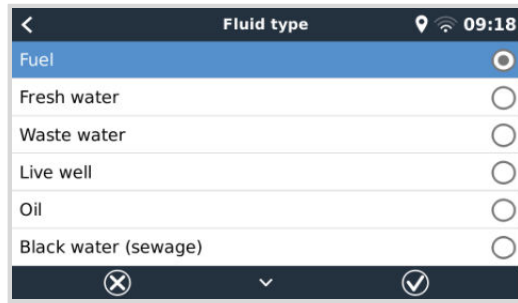 Fluid type 09:18
Fuel
Fresh water
Waste water
Live well
Oil
Black water (sewage)